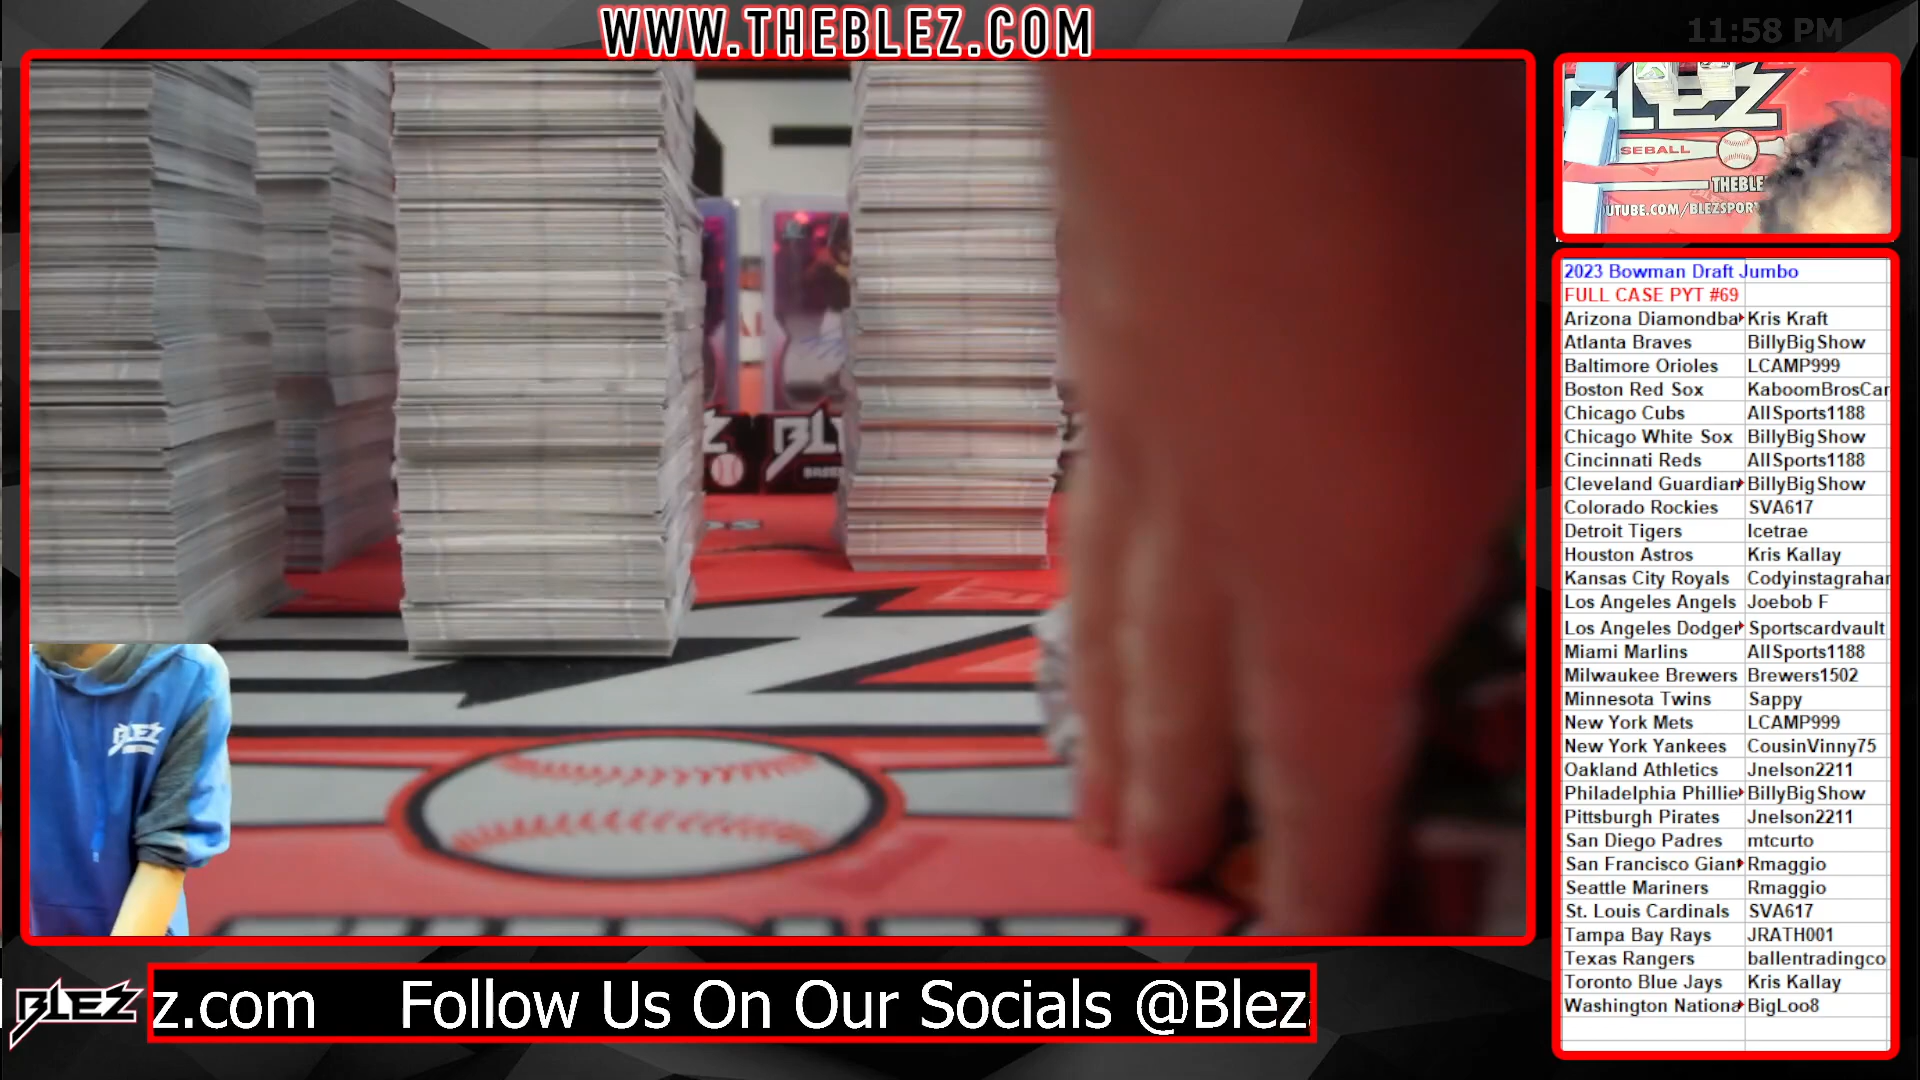 WWW.THEBLEZ.COM
11:58 PM
BLEZ
SEBALL
THEBLE
UTUBE.COM/BLEZSPOR
2023 Bowman Draft Jumbo
FULL CASE PYT #69
Arizona Diamondba Kris Kraft
Atlanta Braves BillyBigShow
Baltimore Orioles LCAMP999
Boston Red Sox KaboomBrosCar
Chicago Cubs AllSports1188
Chicago White Sox BillyBigShow
Cincinnati Reds AllSports1188
Cleveland Guardian BillyBigShow
Colorado Rockies SVA617
Detroit Tigers Icetrae
Houston Astros Kris Kallay
Kansas City Royals Codyinstagraham
Los Angeles Angels Joebob F
Los Angeles Dodger Sportscardvault
Miami Marlins AllSports1188
Milwaukee Brewers Brewers1502
Minnesota Twins Sappy
New York Mets LCAMP999
New York Yankees CousinVinny75
Oakland Athletics Jnelson2211
Philadelphia Phillie BillyBigShow
Pittsburgh Pirates Jnelson2211
San Diego Padres mtcurto
San Francisco Giant Rmaggio
Seattle Mariners Rmaggio
St. Louis Cardinals SVA617
Tampa Bay Rays JRATH001
Texas Rangers ballentradingco
Toronto Blue Jays Kris Kallay
Washington Nationa BigLoo8
BLEZ
BLEZ
z.com Follow Us On Our Socials @Blez